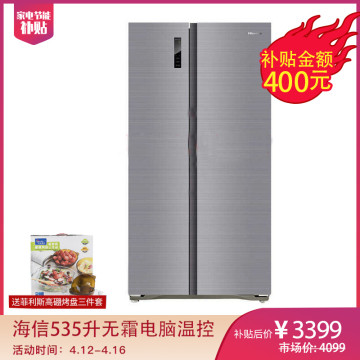 家电节能
补贴
补贴金额
400元
送菲利斯高硼烤盘三件套
海信535升无霜电脑温控
活动时间：4.12-4.16
补贴后价 ¥3399
市场价: 4099